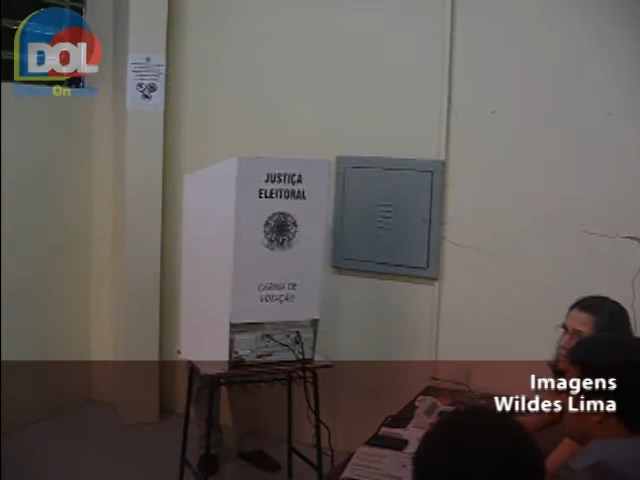 DOL
JUSTIÇA
ELEITORAL
CABINA DE
VOTAÇÃO
Imagens
Wildes Lima